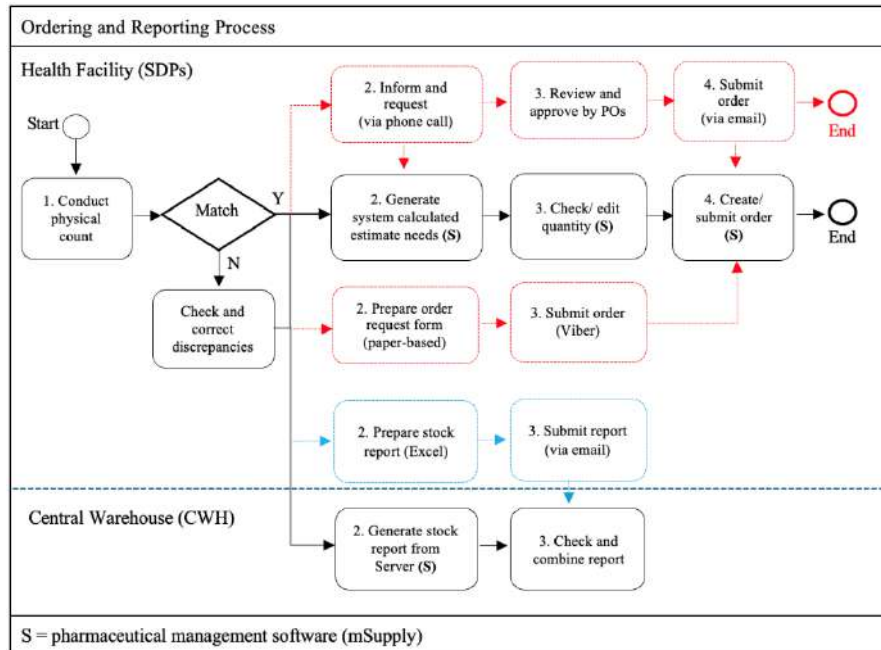 Ordering and Reporting Process
Health Facility (SDPs)
Start
1. Conduct
physical
count
Match
Y
N
Check and
correct
discrepancies
2. Inform and
request
(via phone call)
3. Review and
approve by POs
4. Submit
order
(via email)
End
2. Generate
system calculated
estimate needs (S)
3. Check/ edit
quantity (S)
4. Create/
submit order
(S)
End
2. Prepare order
request form
(paper-based)
3. Submit order
(Viber)
2. Prepare stock
report (Excel)
3. Submit report
(via email)
Central Warehouse (CWH)
2. Generate stock
report from
Server (S)
3. Check and
combine report
S = pharmaceutical management software (mSupply)